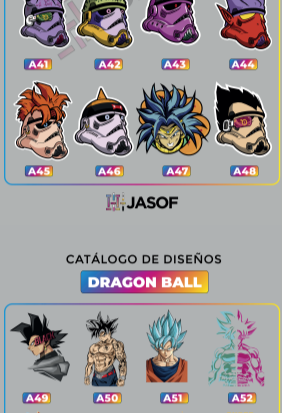 A41 A42 A43 A44
A45 A46 A47 A48
JASOF
CATÁLOGO DE DISEÑOS
DRAGON BALL
A49 A50 A51 A52